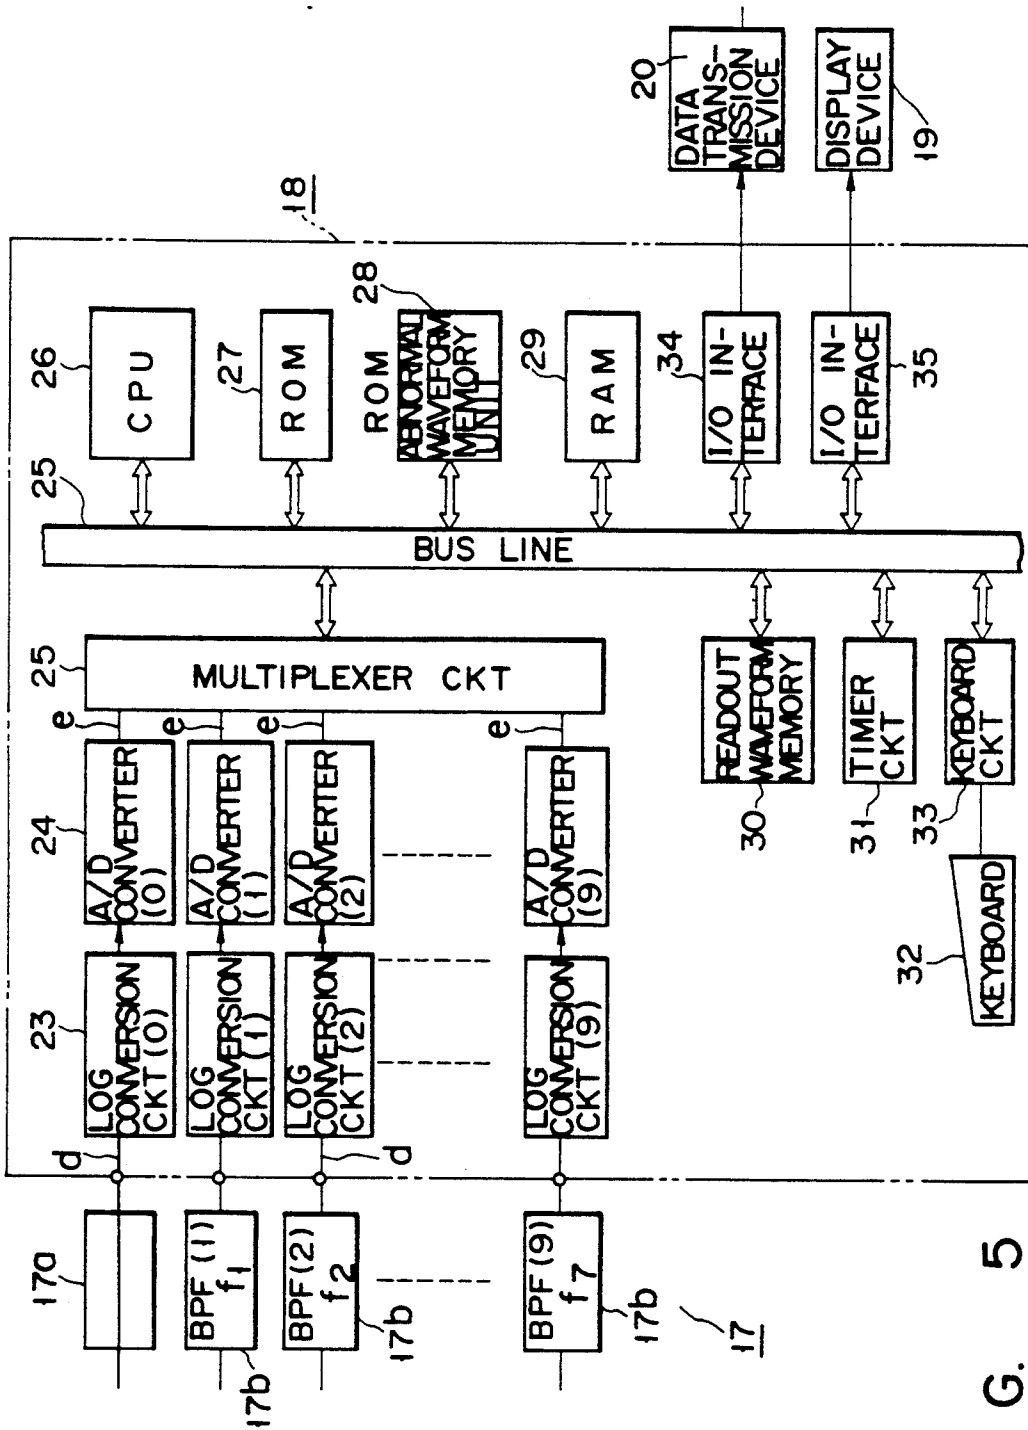 17a
d
23
LOG
CONVERSION
CKT (0)
24
A/D
CONVERTER
(0)
e
25
MULTIPLEXER CKT
25
BUS LINE
26
CPU
18
BPF (1)
f1
17b
LOG
CONVERSION
CKT (1)
A/D
CONVERTER
(1)
e
27
ROM
BPF (2)
f2
17b
d
LOG
CONVERSION
CKT (2)
A/D
CONVERTER
(2)
e
ROM
28
ABNORMAL
WAVEFORM
MEMORY
UNIT
BPF (9)
f7
17b
LOG
CONVERSION
CKT (9)
A/D
CONVERTER
(9)
e
29
RAM
17
READOUT
WAVEFORM
MEMORY
30
34
I/O IN-
TERFACE
20
DATA
TRANS-
MISSION
DEVICE
TIMER
CKT
31
I/O IN-
TERFACE
35
DISPLAY
DEVICE
19
32
KEYBOARD
33
KEYBOARD
CKT
G. 5